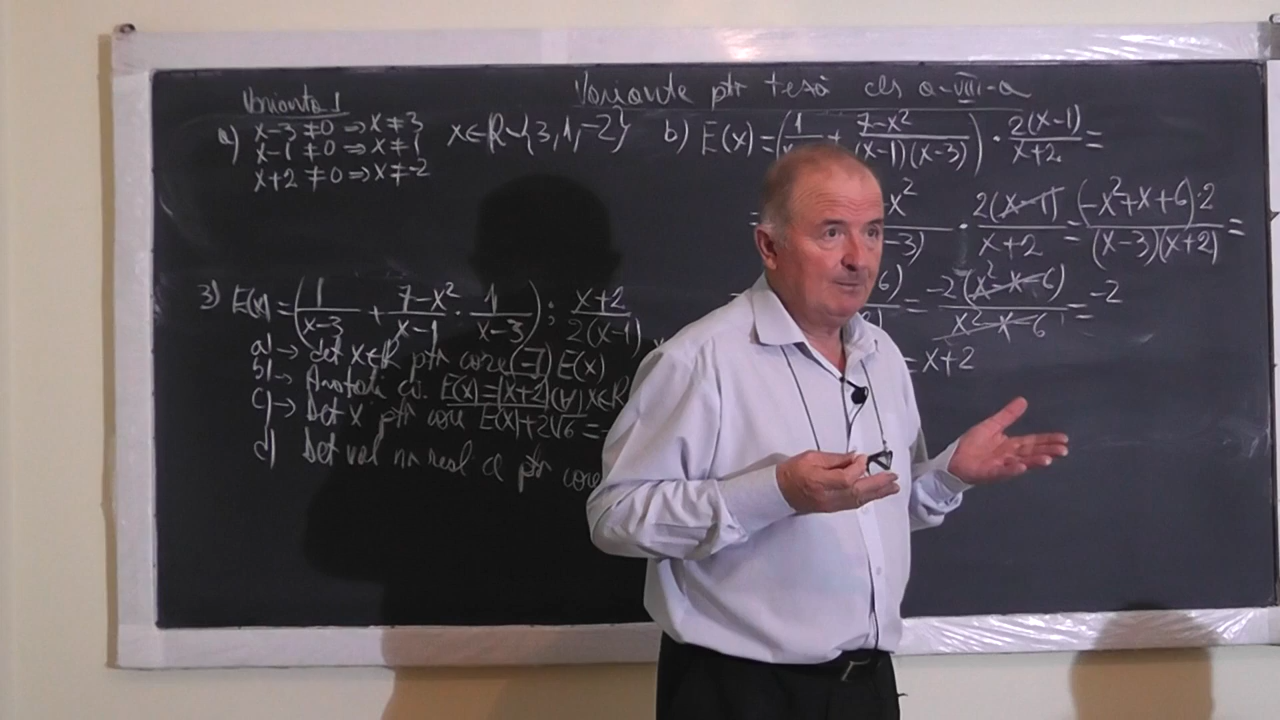 Variante ptr teză cls a-VIII-a
Varianta 1
a) x-3 ≠0 ⇒ x ≠ 3
x-1 ≠0 ⇒ x ≠ 1
x+2 ≠0 ⇒ x ≠ -2
x∈R-{3,1,-2}
b) E(x)=(1/ + 7-x²/(x-1)(x-3)) · 2(x-1)/x+2 =
-x²/-3) · 2(x-1)/x+2 = (-x²+x+6)·2/(x-3)(x+2) =
6)/ = -2(x²-x-6)/x²-x-6 = -2
= x+2
3) E(x)=(1/x-3 + 7-x²/x-1 · 1/x-3) : x+2/2(x-1)
a) → det x∈R ptr care (-7) E(x)
b) → Arătați că. E(x)=|x+2| (∀) x∈R
c) → Det x ptr care E(x)+2√6 = -
d) Det val nr real a ptr care